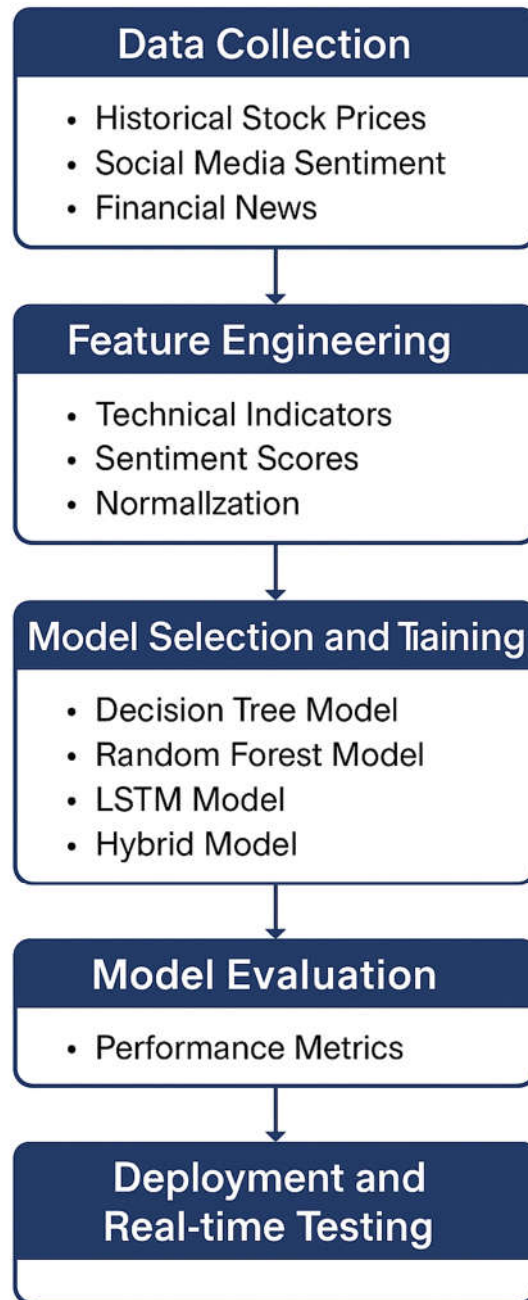 Data Collection
• Historical Stock Prices
• Social Media Sentiment
• Financial News
Feature Engineering
• Technical Indicators
• Sentiment Scores
• Normallzation
Model Selection and Tiaining
• Decision Tree Model
• Random Forest Model
• LSTM Model
• Hybrid Model
Model Evaluation
• Performance Metrics
Deployment and
Real-time Testing